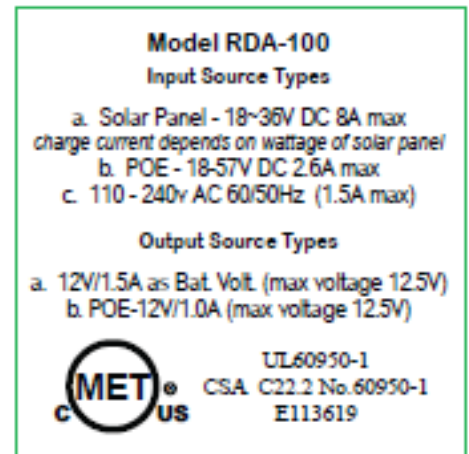 Model RDA-100
Input Source Types
a. Solar Panel - 18~36V DC 8A max
charge current depends on wattage of solar panel
b. POE - 18-57V DC 2.6A max
c. 110 - 240v AC 60/50Hz (1.5A max)
Output Source Types
a. 12V/1.5A as Bat. Volt. (max voltage 12.5V)
b. POE-12V/1.0A (max voltage 12.5V)
UL60950-1
MET ® CSA C22.2 No.60950-1
C US E113619